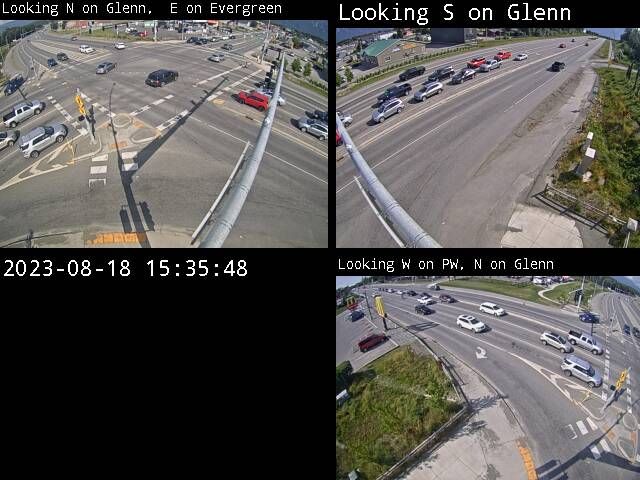 Looking N on Glenn, E on Evergreen
Looking S on Glenn
2023-08-18 15:35:48
Looking W on PW, N on Glenn